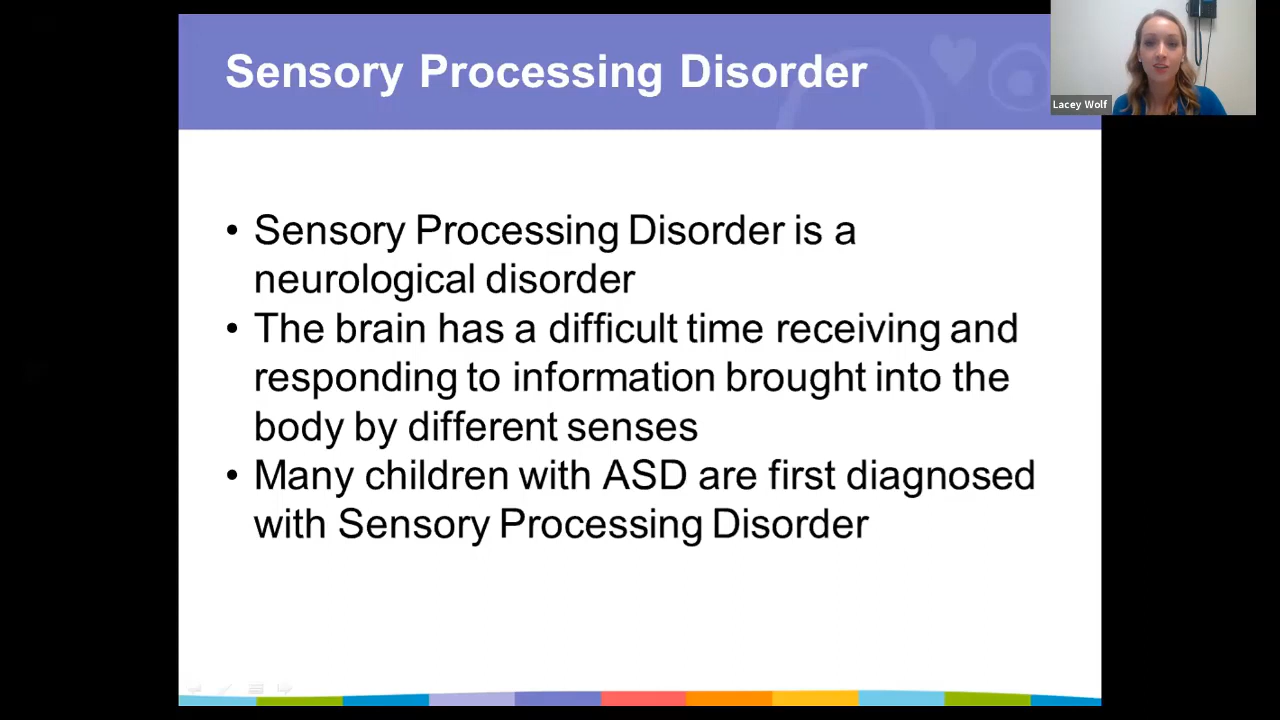 Sensory Processing Disorder
Lacey Wolf
• Sensory Processing Disorder is a
neurological disorder
• The brain has a difficult time receiving and
responding to information brought into the
body by different senses
• Many children with ASD are first diagnosed
with Sensory Processing Disorder